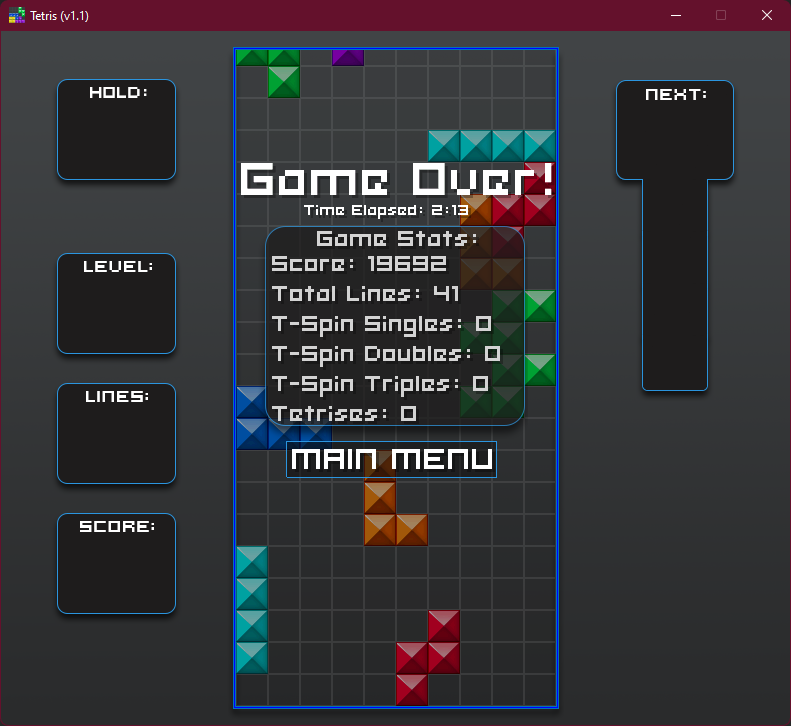 Tetris (v1.1)
HOLD:
NEXT:
Game Over!
Time Elapsed: 2:13
Game Stats:
Score: 19692
Total Lines: 41
T-Spin Singles: 0
T-Spin Doubles: 0
T-Spin Triples: 0
Tetrises: 0
LEVEL:
LINES:
MAIN MENU
SCORE: